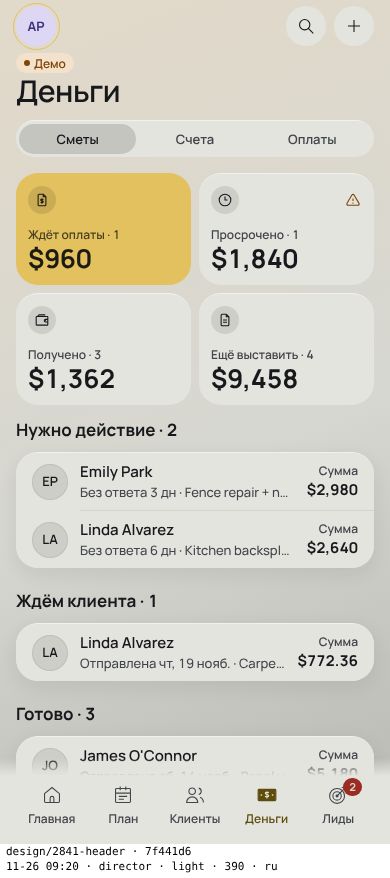 AP
Демо
Деньги
Сметы Счета Оплаты
Ждёт оплаты · 1
$960
Просрочено · 1
$1,840
Получено · 3
$1,362
Ещё выставить · 4
$9,458
Нужно действие · 2
EP Emily Park Сумма
Без ответа 3 дн · Fence repair + n… $2,980
LA Linda Alvarez Сумма
Без ответа 6 дн · Kitchen backspl… $2,640
Ждём клиента · 1
LA Linda Alvarez Сумма
Отправлена чт, 19 нояб. · Carpe… $772.36
Готово · 3
JO James O'Connor Сумма
$5,180
2
Главная План Клиенты Деньги Лиды
design/2841-header · 7f441d6
11-26 09:20 · director · light · 390 · ru